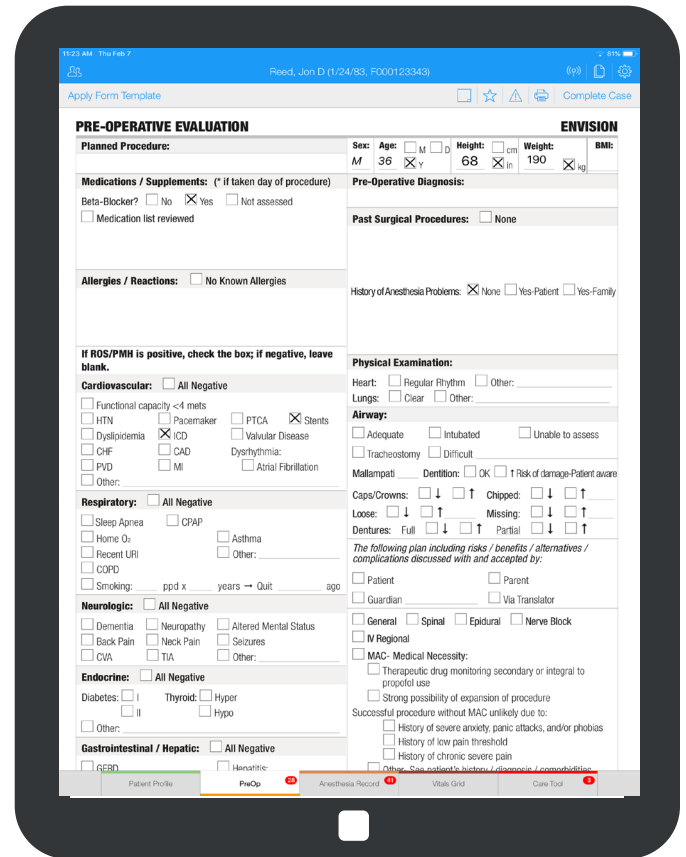 11:23 AM Thu Feb 7
81%
Reed, Jon D (1/24/83, F000123343)
Apply Form Template
Complete Case
PRE-OPERATIVE EVALUATION
ENVISION
Planned Procedure:
Sex: Age: M D Height: cm Weight: BMI:
M 36 Y 68 in 190 kg
Medications / Supplements: (* if taken day of procedure)
Beta-Blocker? No Yes Not assessed
Medication list reviewed
Allergies / Reactions: No Known Allergies
If ROS/PMH is positive, check the box; if negative, leave
blank.
Cardiovascular: All Negative
Functional capacity <4 mets
HTN Pacemaker PTCA Stents
Dyslipidemia ICD Valvular Disease
CHF CAD Dysrhythmia:
PVD MI Atrial Fibrillation
Other:
Respiratory: All Negative
Sleep Apnea CPAP
Home O₂ Asthma
Recent URI Other:
COPD
Smoking: ppd x years → Quit ago
Neurologic: All Negative
Dementia Neuropathy Altered Mental Status
Back Pain Neck Pain Seizures
CVA TIA Other:
Endocrine: All Negative
Diabetes: I Thyroid: Hyper
II Hypo
Other:
Gastrointestinal / Hepatic: All Negative
GERD Hepatitis:
Pre-Operative Diagnosis:
Past Surgical Procedures: None
History of Anesthesia Problems: None Yes-Patient Yes-Family
Physical Examination:
Heart: Regular Rhythm Other:
Lungs: Clear Other:
Airway:
Adequate Intubated Unable to assess
Tracheostomy Difficult
Mallampati Dentition: OK ↑ Risk of damage-Patient aware
Caps/Crowns: ↓ ↑ Chipped: ↓ ↑
Loose: ↓ ↑ Missing: ↓ ↑
Dentures: Full ↓ ↑ Partial ↓ ↑
The following plan including risks / benefits / alternatives /
complications discussed with and accepted by:
Patient Parent
Guardian Via Translator
General Spinal Epidural Nerve Block
IV Regional
MAC- Medical Necessity:
Therapeutic drug monitoring secondary or integral to
propofol use
Strong possibility of expansion of procedure
Successful procedure without MAC unlikely due to:
History of severe anxiety, panic attacks, and/or phobias
History of low pain threshold
History of chronic severe pain
Other- See patient's history / diagnosis / comorbidities
Patient Profile
PreOp 28
Anesthesia Record 41
Vitals Grid
Care Tool 3